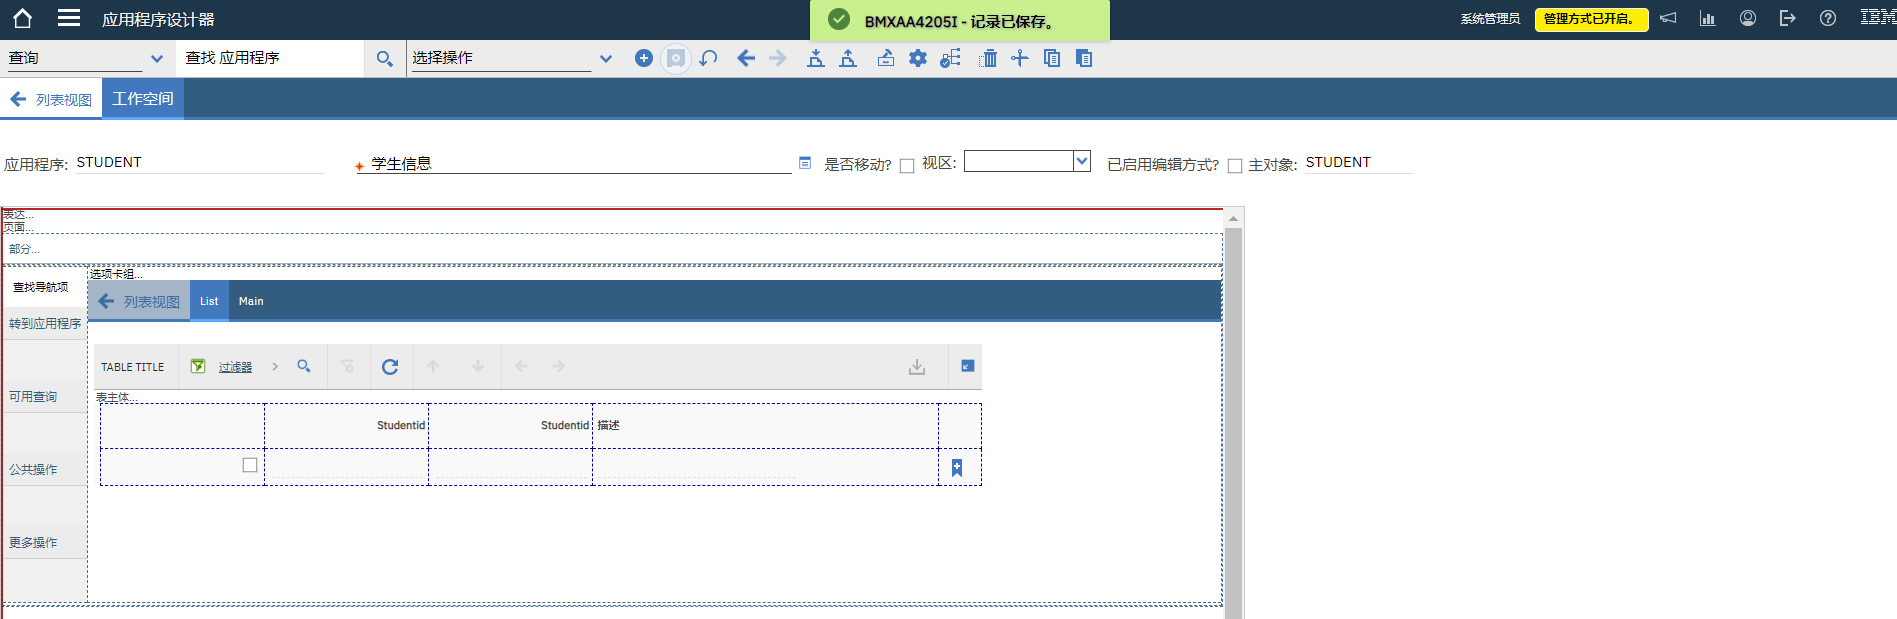 应用程序设计器
BMXAA4205I - 记录已保存。
系统管理员
管理方式已开启。
IBM
查询
查找 应用程序
选择操作
列表视图
工作空间
应用程序: STUDENT
学生信息
是否移动?
视区:
已启用编辑方式?
主对象: STUDENT
表达...
页面...
部分...
选项卡组...
查找导航项
列表视图
List
Main
转到应用程序
TABLE TITLE
过滤器
可用查询
表主体...
Studentid
Studentid
描述
公共操作
更多操作